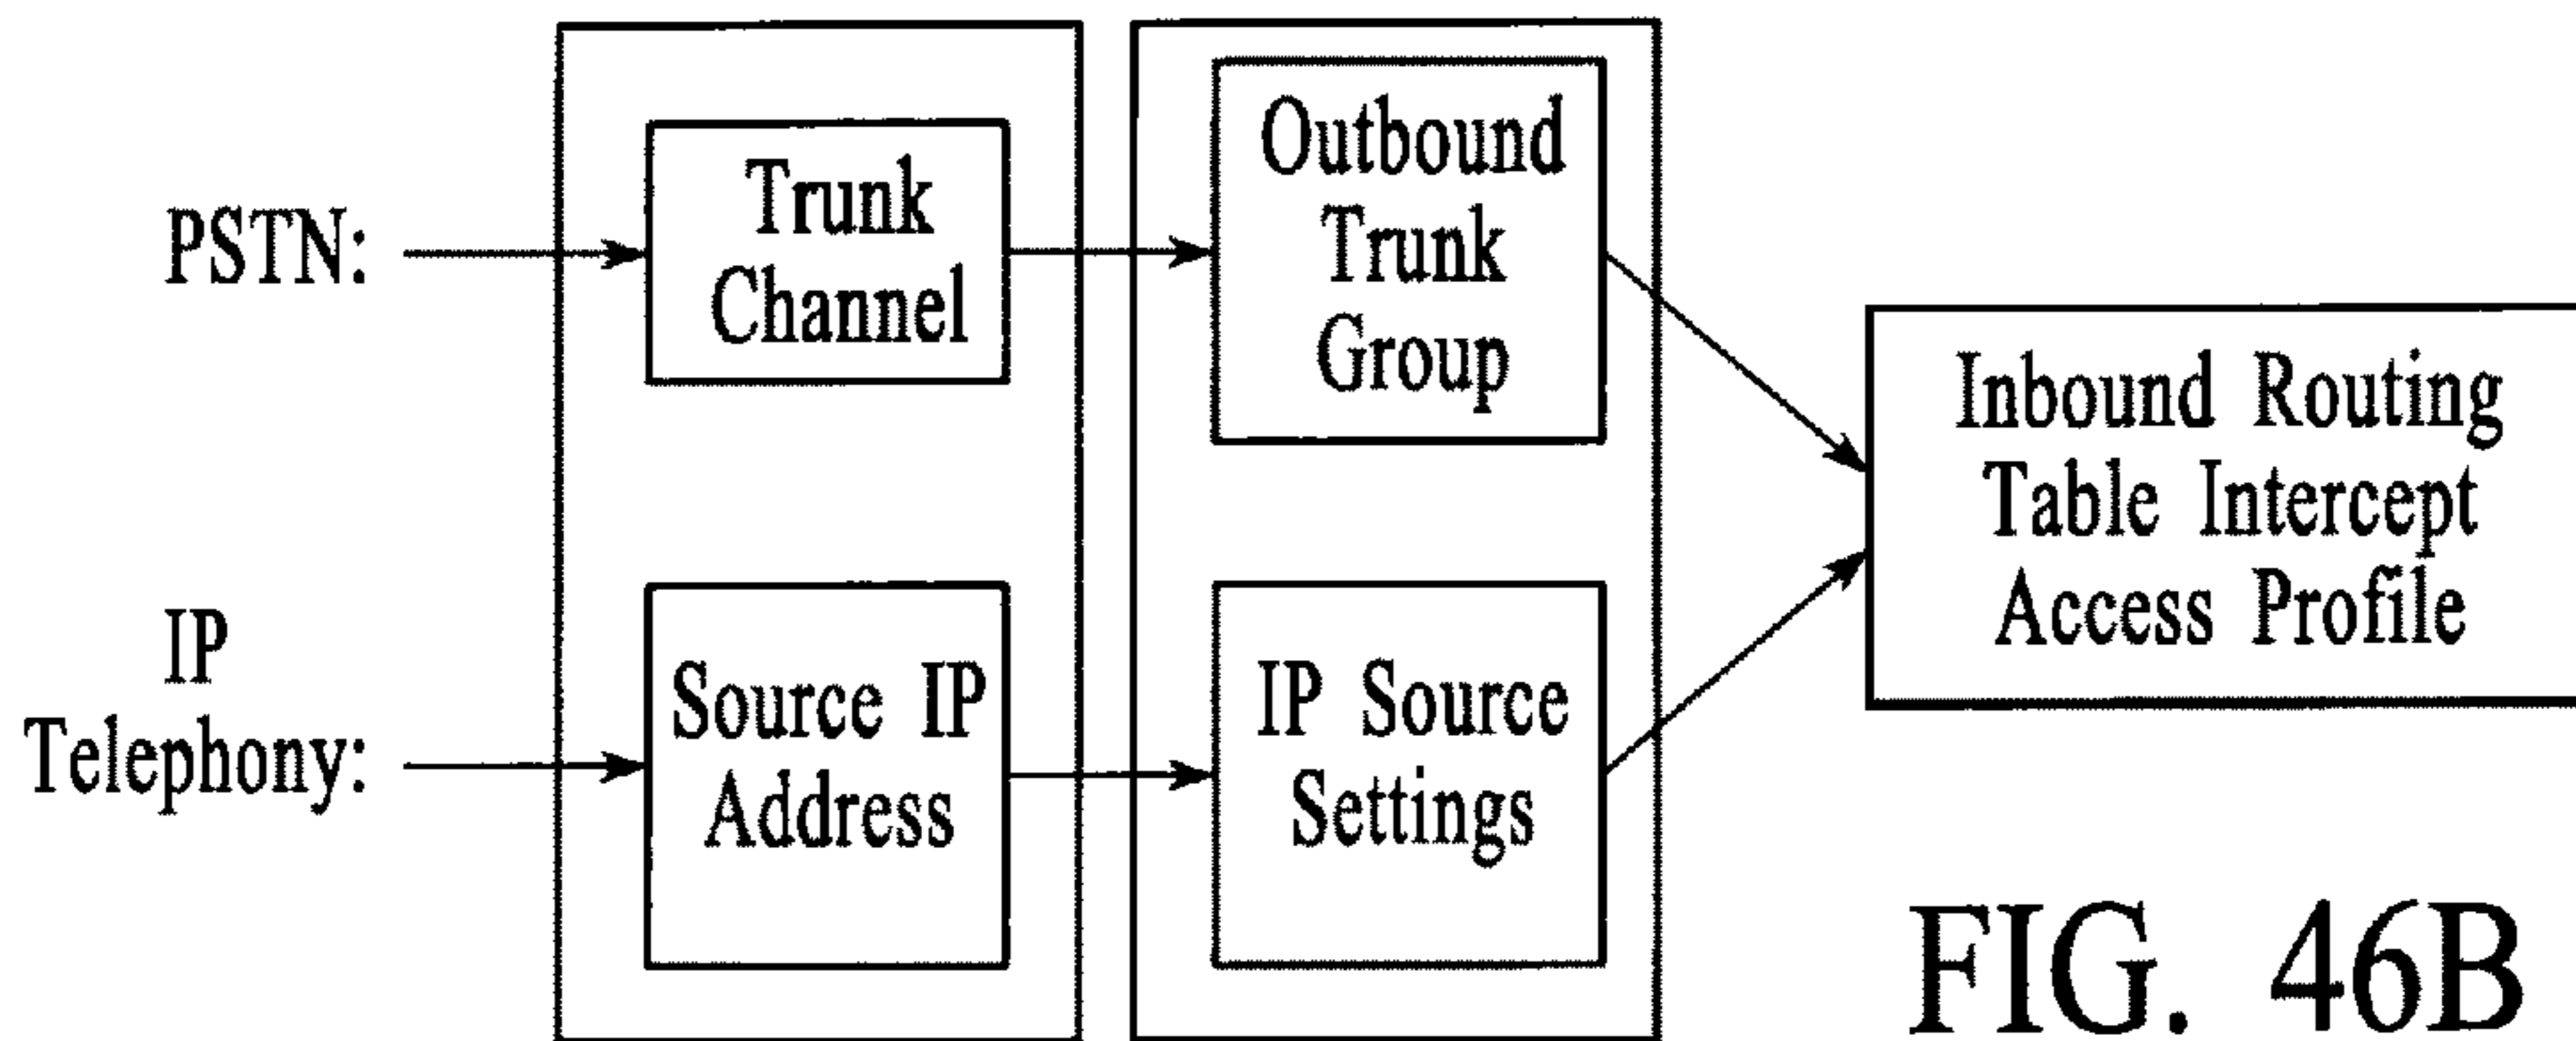 PSTN:
Trunk
Channel
Outbound
Trunk
Group
IP
Telephony:
Source IP
Address
IP Source
Settings
Inbound Routing
Table Intercept
Access Profile
FIG. 46B